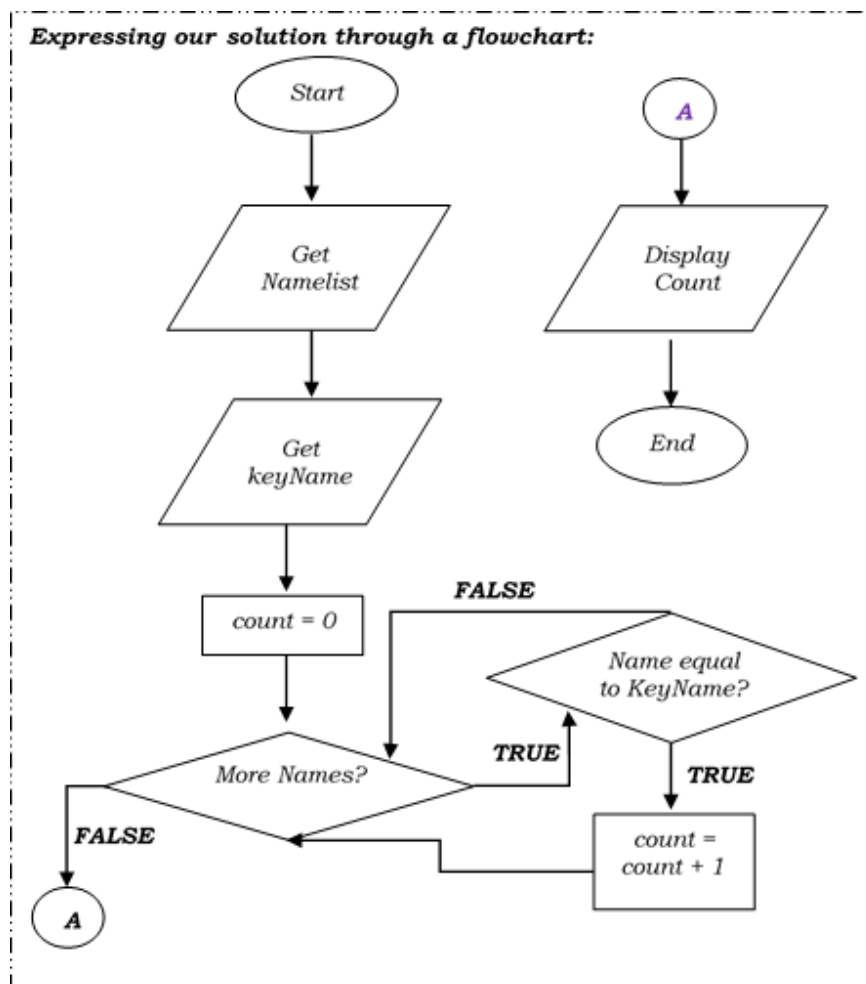 Expressing our solution through a flowchart:
Start
Get
Namelist
Get
keyName
count = 0
More Names?
FALSE
A
TRUE
Name equal
to KeyName?
FALSE
TRUE
count =
count + 1
A
Display
Count
End